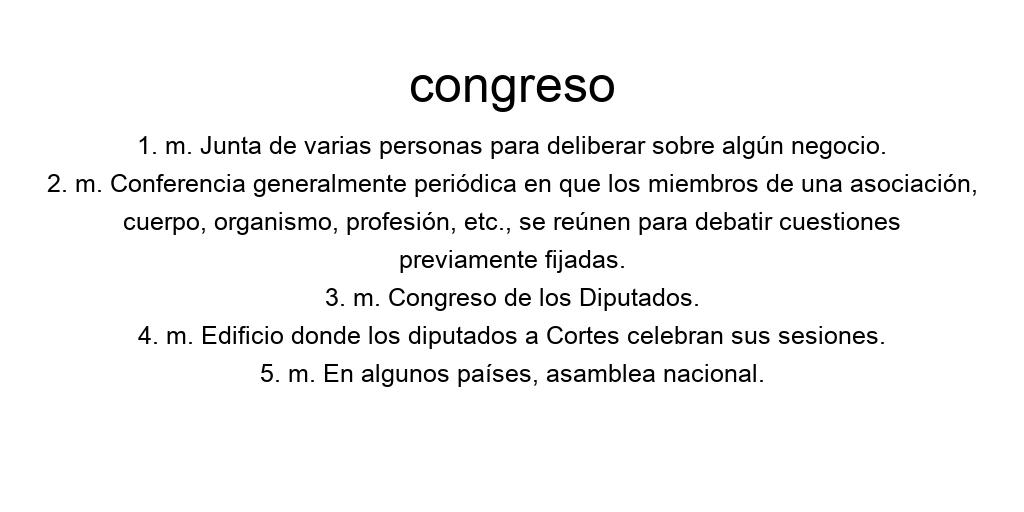 congreso
1. m. Junta de varias personas para deliberar sobre algún negocio.
2. m. Conferencia generalmente periódica en que los miembros de una asociación,
cuerpo, organismo, profesión, etc., se reúnen para debatir cuestiones
previamente fijadas.
3. m. Congreso de los Diputados.
4. m. Edificio donde los diputados a Cortes celebran sus sesiones.
5. m. En algunos países, asamblea nacional.